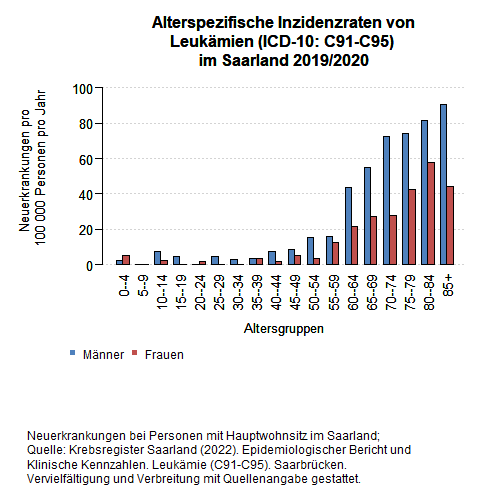 Alterspezifische Inzidenzraten von
Leukämien (ICD-10: C91-C95)
im Saarland 2019/2020
Neuerkrankungen pro
100 000 Personen pro Jahr
100
80
60
40
20
0
0--4
5--9
10--14
15--19
20--24
25--29
30--34
35--39
40--44
45--49
50--54
55--59
60--64
65--69
70--74
75--79
80--84
85+
Altersgruppen
Männer Frauen
Neuerkrankungen bei Personen mit Hauptwohnsitz im Saarland;
Quelle: Krebsregister Saarland (2022). Epidemiologischer Bericht und
Klinische Kennzahlen. Leukämie (C91-C95). Saarbrücken.
Vervielfältigung und Verbreitung mit Quellenangabe gestattet.